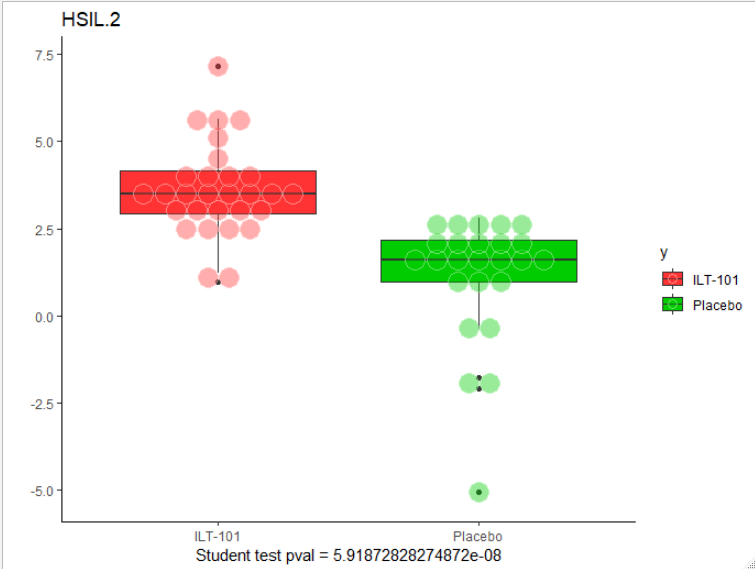 HSIL.2
7.5
5.0
2.5
0.0
-2.5
-5.0
ILT-101
Placebo
Student test pval = 5.91872828274872e-08
y
ILT-101
Placebo